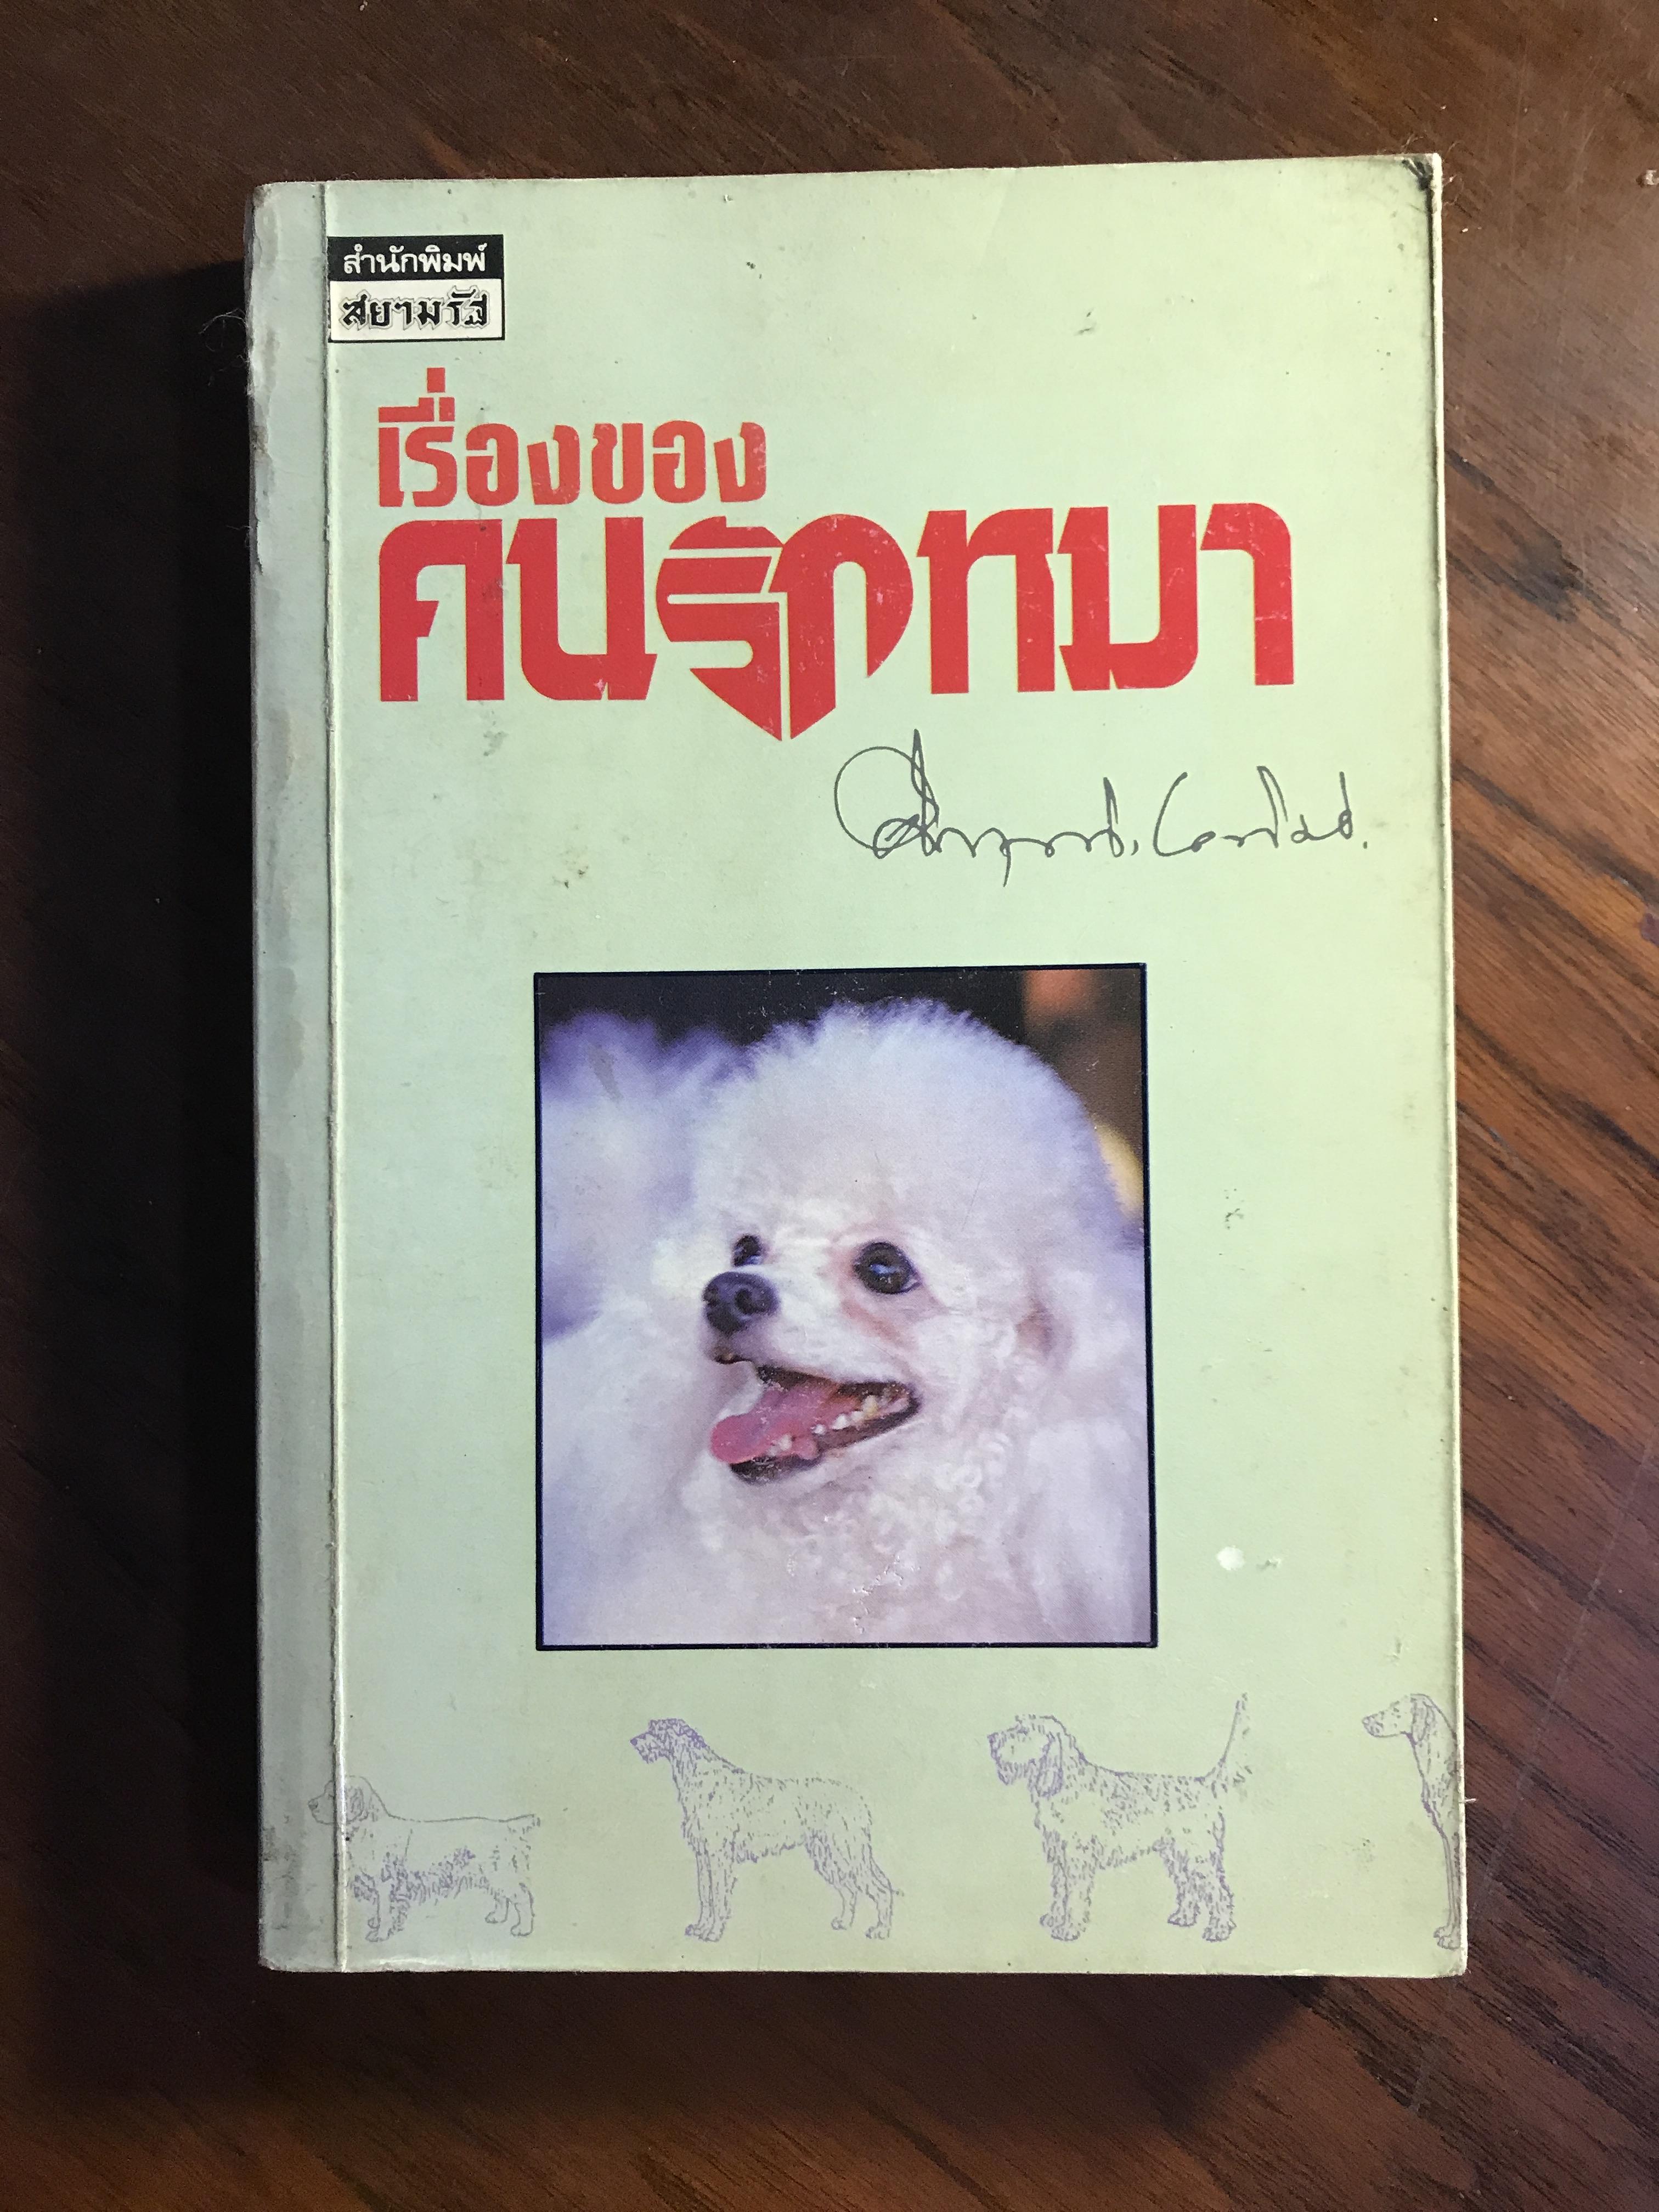 สำนักพิมพ์
สยามรัฐ
เรื่องของ
คนรักหมา